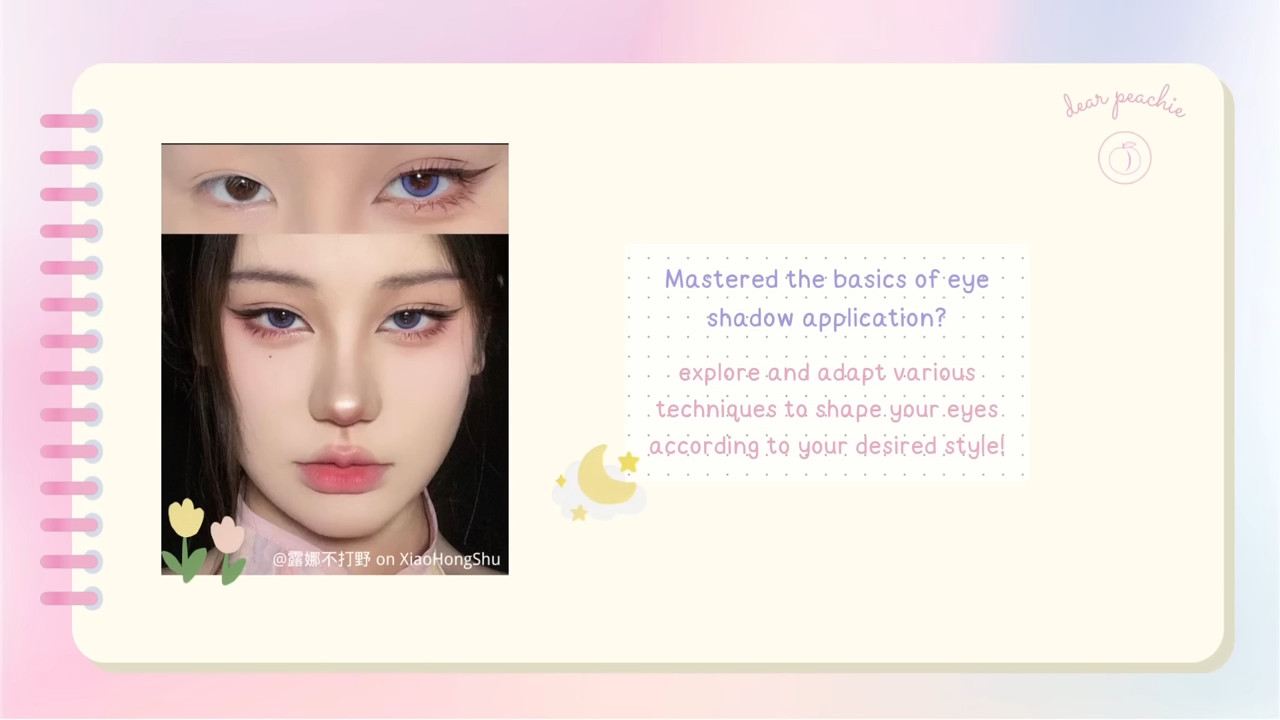 dear peachie
Mastered the basics of eye
shadow application?
explore and adapt various
techniques to shape your eyes
according to your desired style!
@露娜不打野 on XiaoHongShu